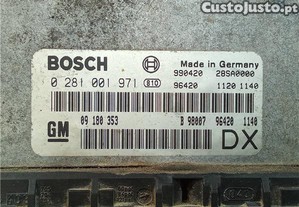 CustoJusto.pt
BOSCH
Made in Germany
990420 28SA0000
0 281 001 971 B10
96420 1120 1140
09 180 353
B 98007 96420 1140
GM
DX